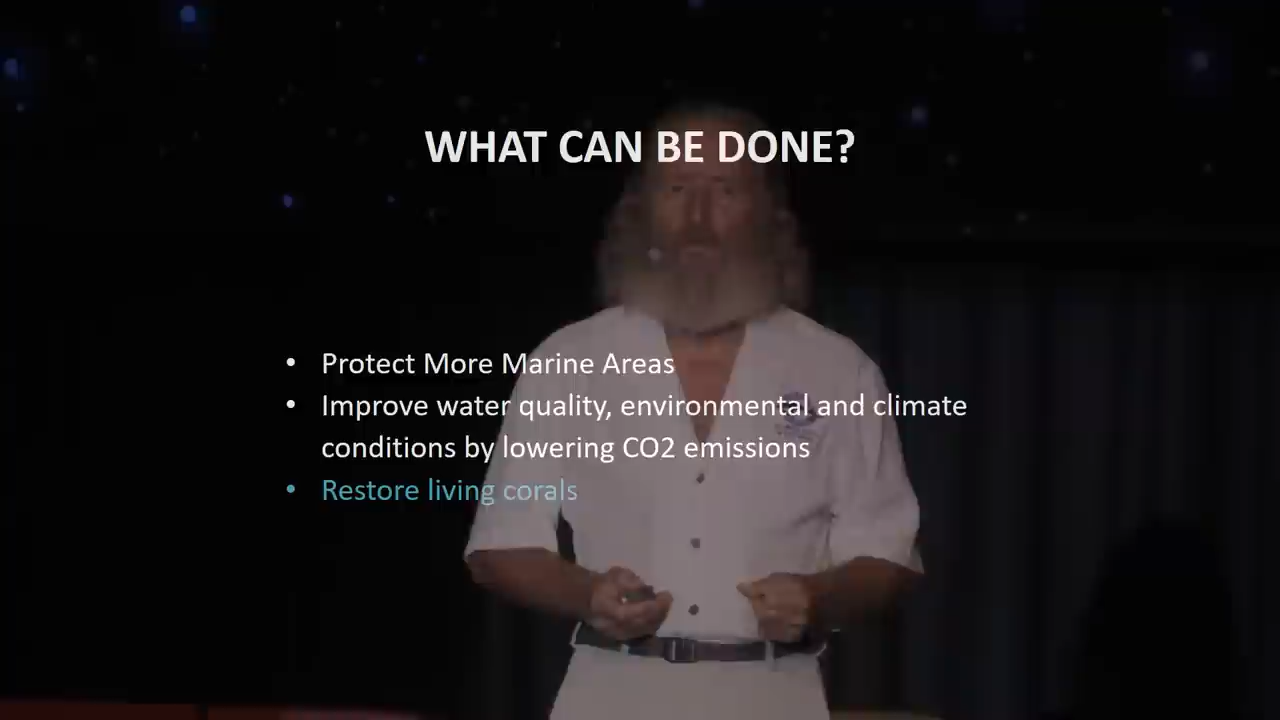 WHAT CAN BE DONE?
• Protect More Marine Areas
• Improve water quality, environmental and climate
conditions by lowering CO2 emissions
• Restore living corals